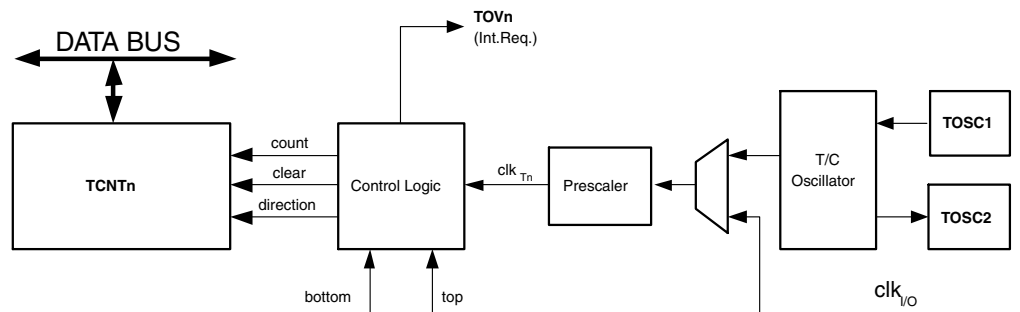 TOVn
(Int.Req.)
DATA BUS
TCNTn
count
clear
direction
Control Logic
clk Tn
Prescaler
T/C
Oscillator
TOSC1
TOSC2
bottom
top
clk I/O